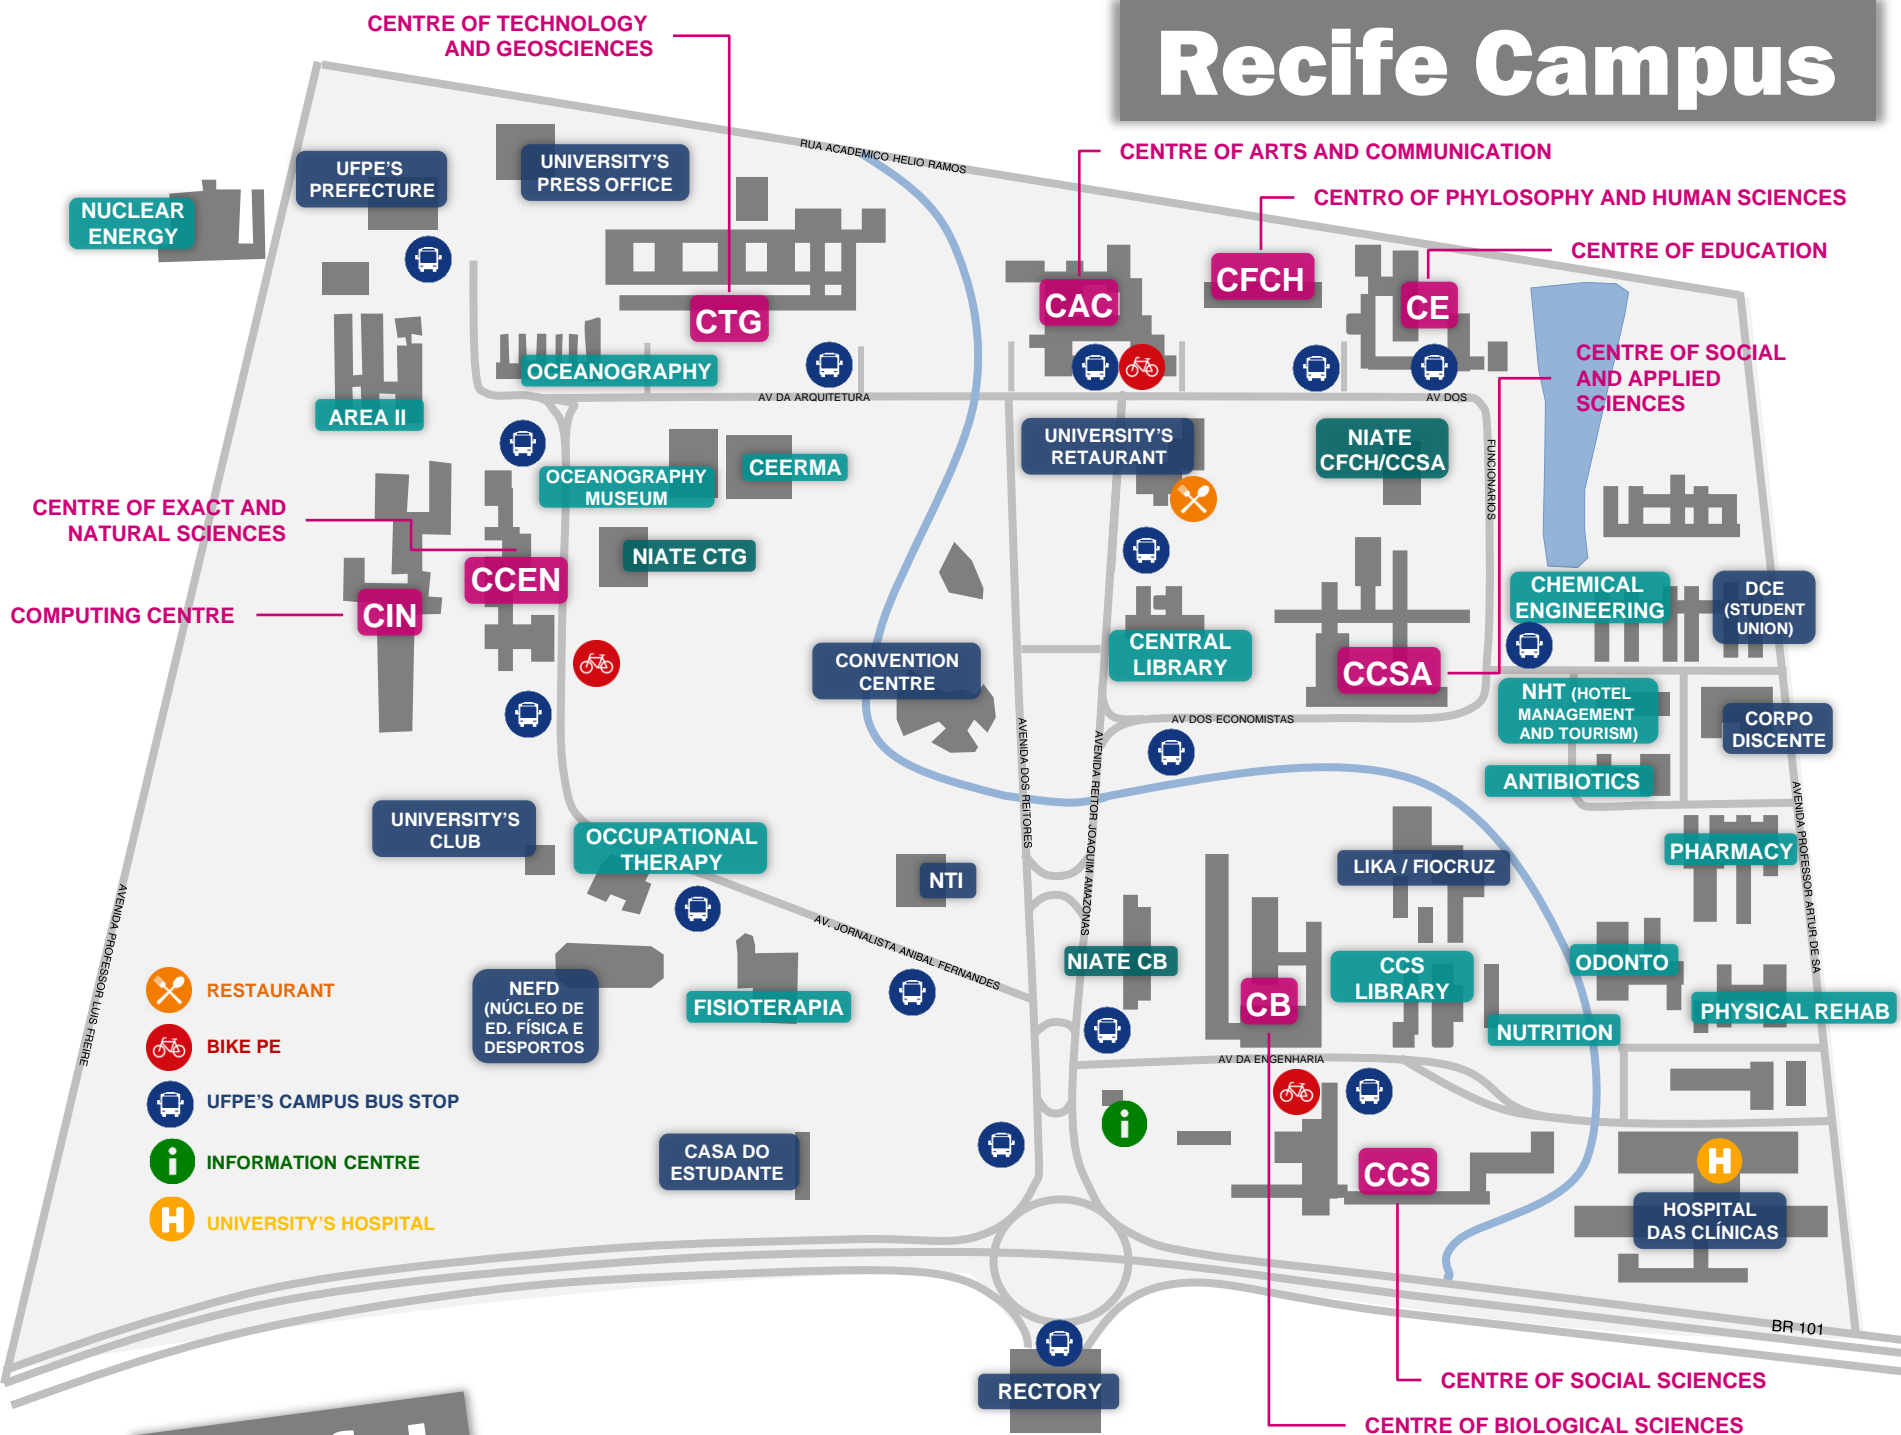 Recife Campus
CENTRE OF TECHNOLOGY
AND GEOSCIENCES
RUA ACADEMICO HELIO RAMOS
CENTRE OF ARTS AND COMMUNICATION
CENTRO OF PHYLOSOPHY AND HUMAN SCIENCES
CENTRE OF EDUCATION
UFPE'S
PREFECTURE
UNIVERSITY'S
PRESS OFFICE
NUCLEAR
ENERGY
CTG
CAC
CFCH
CE
CENTRE OF SOCIAL
AND APPLIED
SCIENCES
OCEANOGRAPHY
AREA II
AV DA ARQUITETURA
AV DOS
FUNCIONARIOS
UNIVERSITY'S
RETAURANT
NIATE
CFCH/CCSA
OCEANOGRAPHY
MUSEUM
CEERMA
CENTRE OF EXACT AND
NATURAL SCIENCES
NIATE CTG
CCEN
CIN
COMPUTING CENTRE
CHEMICAL
ENGINEERING
DCE
(STUDENT
UNION)
CONVENTION
CENTRE
CENTRAL
LIBRARY
CCSA
NHT (HOTEL
MANAGEMENT
AND TOURISM)
CORPO
DISCENTE
AV DOS ECONOMISTAS
AVENIDA DOS REITORES
AVENIDA REITOR JOAQUIM AMAZONAS
ANTIBIOTICS
AVENIDA PROFESSOR ARTUR DE SA
UNIVERSITY'S
CLUB
OCCUPATIONAL
THERAPY
NTI
LIKA / FIOCRUZ
PHARMACY
AVENIDA PROFESSOR LUIS FREIRE
AV. JORNALISTA ANIBAL FERNANDES
NIATE CB
CB
CCS
LIBRARY
ODONTO
NUTRITION
PHYSICAL REHAB
NEFD
(NÚCLEO DE
ED. FÍSICA E
DESPORTOS
FISIOTERAPIA
RESTAURANT
BIKE PE
UFPE'S CAMPUS BUS STOP
i INFORMATION CENTRE
H UNIVERSITY'S HOSPITAL
AV DA ENGENHARIA
i
CASA DO
ESTUDANTE
CCS
H
HOSPITAL
DAS CLÍNICAS
BR 101
RECTORY
CENTRE OF SOCIAL SCIENCES
CENTRE OF BIOLOGICAL SCIENCES